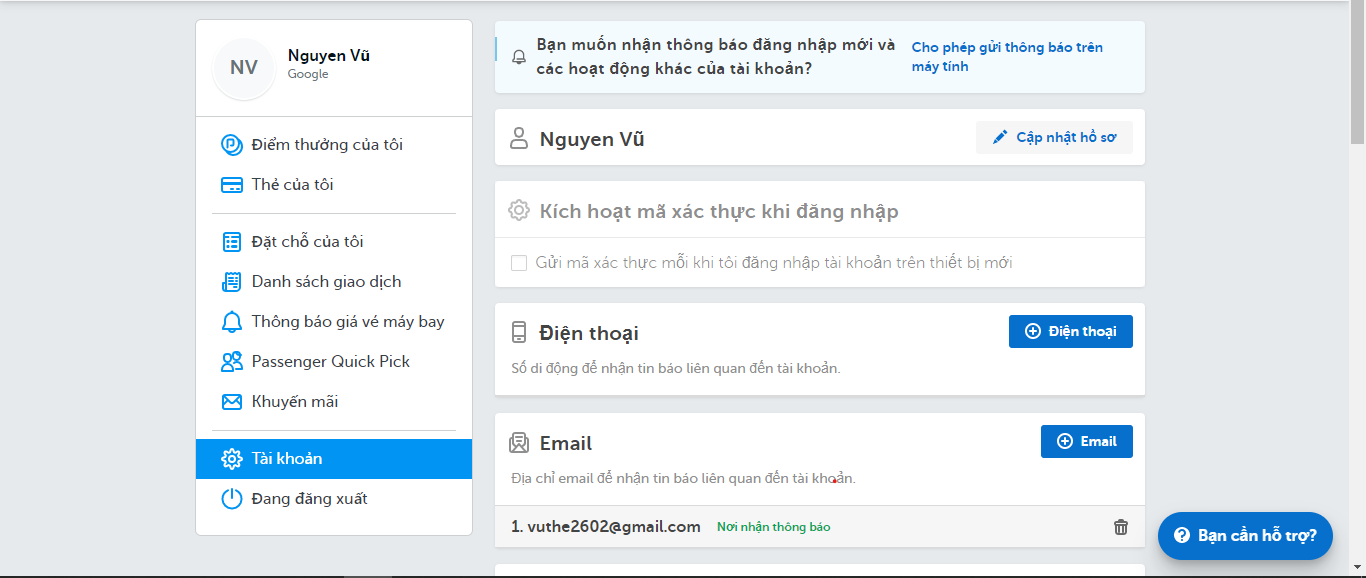 NV
Nguyen Vũ
Google
Điểm thưởng của tôi
Thẻ của tôi
Đặt chỗ của tôi
Danh sách giao dịch
Thông báo giá vé máy bay
Passenger Quick Pick
Khuyến mãi
Tài khoản
Đang đăng xuất
Bạn muốn nhận thông báo đăng nhập mới và
các hoạt động khác của tài khoản?
Cho phép gửi thông báo trên
máy tính
Nguyen Vũ
Cập nhật hồ sơ
Kích hoạt mã xác thực khi đăng nhập
Gửi mã xác thực mỗi khi tôi đăng nhập tài khoản trên thiết bị mới
Điện thoại
Điện thoại
Số di động để nhận tin báo liên quan đến tài khoản.
Email
Email
Địa chỉ email để nhận tin báo liên quan đến tài khoản.
1. vuthe2602@gmail.com Nơi nhận thông báo
Bạn cần hỗ trợ?